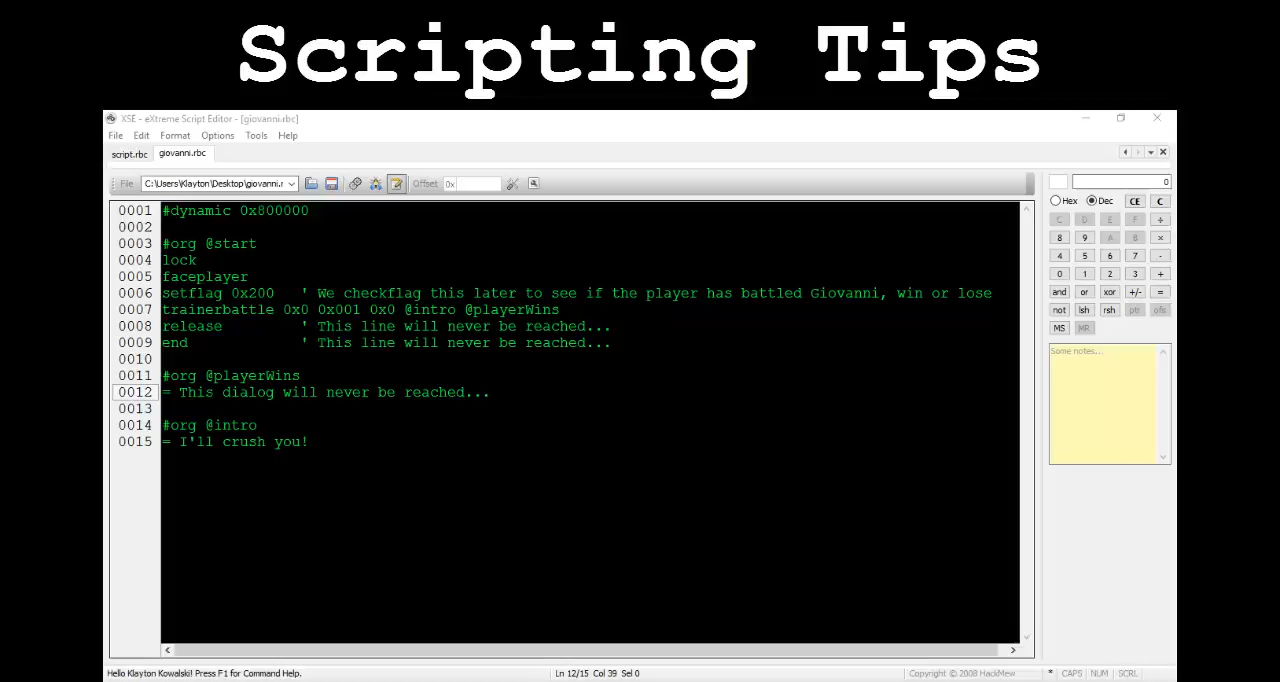 Scripting Tips
XSE - eXtreme Script Editor - [giovanni.rbc]
File Edit Format Options Tools Help
script.rbc giovanni.rbc
File C:\Users\Klayton\Desktop\giovanni.r Offset 0x
0
Hex Dec CE C
C D E F ÷
8 9 A B ×
4 5 6 7 -
0 1 2 3 +
and or xor +/- =
not lsh rsh ptr ofs
MS MR
Some notes...
0001 #dynamic 0x800000
0002
0003 #org @start
0004 lock
0005 faceplayer
0006 setflag 0x200 ' We checkflag this later to see if the player has battled Giovanni, win or lose
0007 trainerbattle 0x0 0x001 0x0 @intro @playerWins
0008 release ' This line will never be reached...
0009 end ' This line will never be reached...
0010
0011 #org @playerWins
0012 = This dialog will never be reached...
0013
0014 #org @intro
0015 = I'll crush you!
Hello Klayton Kowalski! Press F1 for Command Help. Ln 12/15 Col 39 Sel 0 Copyright © 2008 HackMew * CAPS NUM SCRL